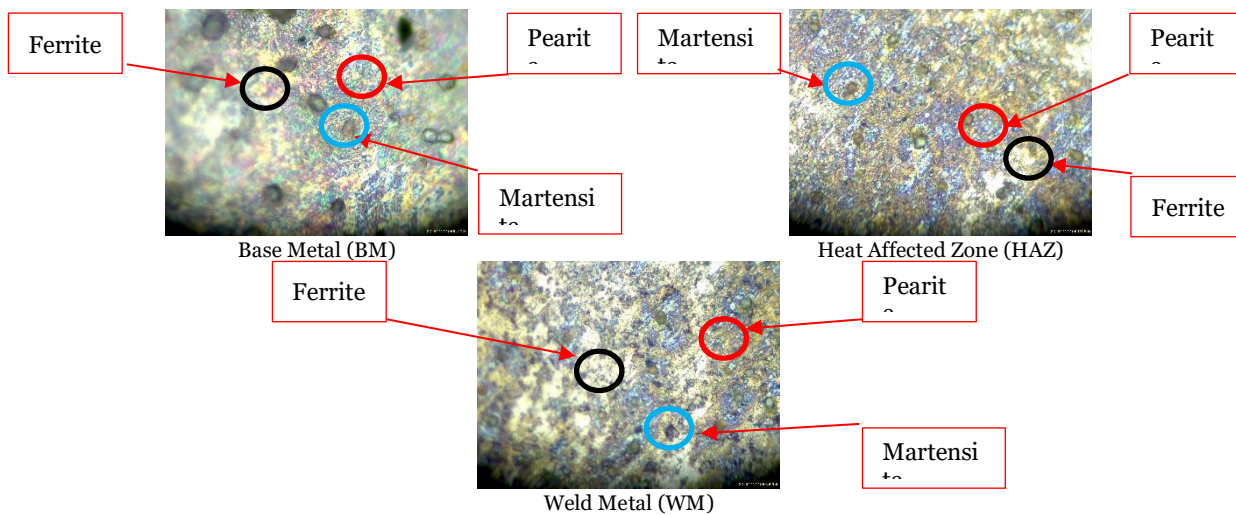 Ferrite
Pearit
Martensi
Base Metal (BM)
Martensi
Pearit
Ferrite
Heat Affected Zone (HAZ)
Ferrite
Pearit
Martensi
Weld Metal (WM)